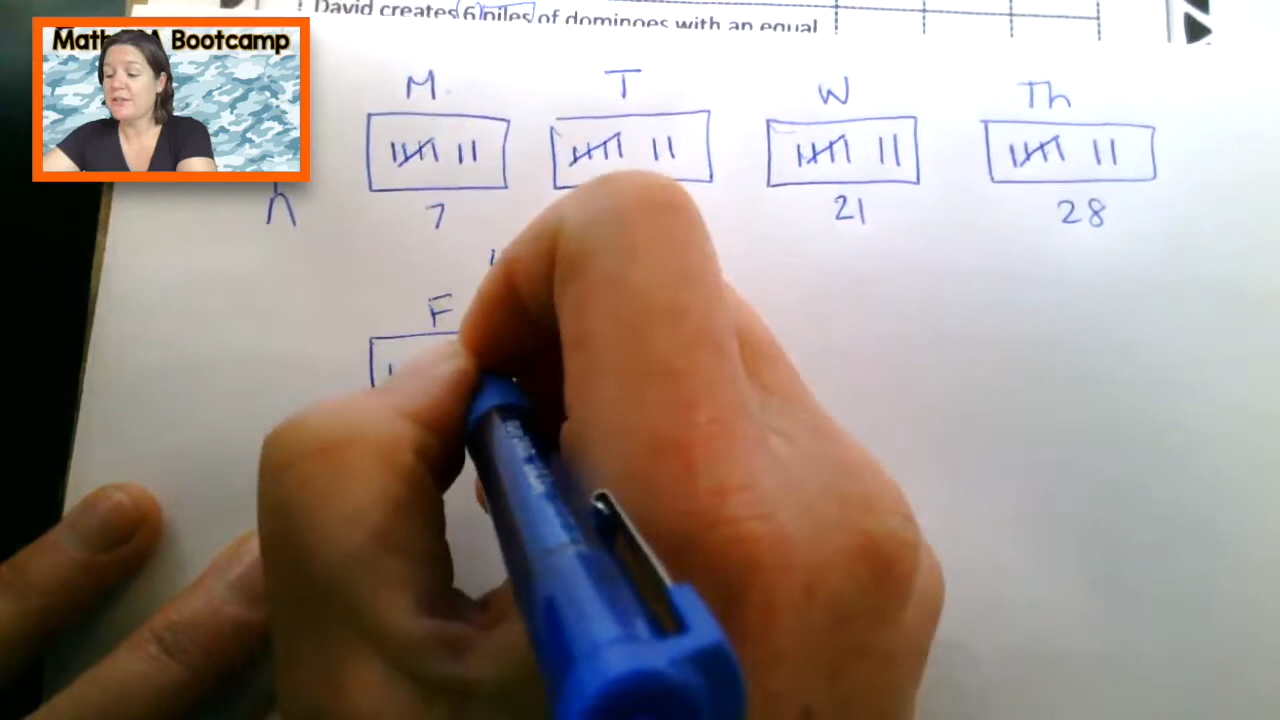 David creates 6 piles of dominoes with an equal
Math Bootcamp
M T W Th
7 21 28
F